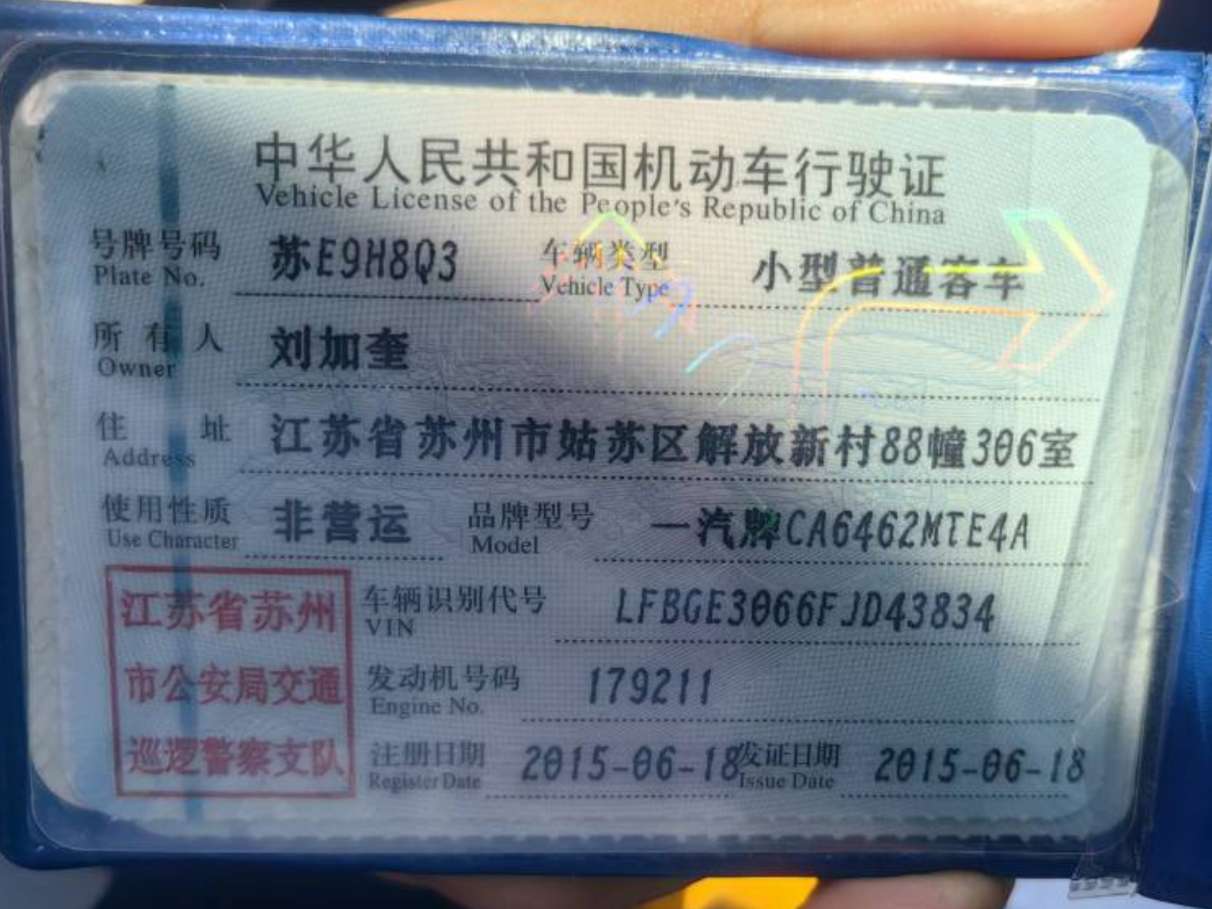 中华人民共和国机动车行驶证
Vehicle License of the People's Republic of China
号牌号码 苏E9H8Q3 车辆类型 小型普通客车
Plate No. Vehicle Type
所有人 刘加奎
Owner
住址 江苏省苏州市姑苏区解放新村88幢306室
Address
使用性质 非营运 品牌型号 一汽牌CA6462MTE4A
Use Character Model
江苏省苏州 车辆识别代号 LFBGE3066FJD43834
VIN
市公安局交通 发动机号码 179211
Engine No.
巡逻警察支队 注册日期 2015-06-18 发证日期 2015-06-18
Register Date Issue Date